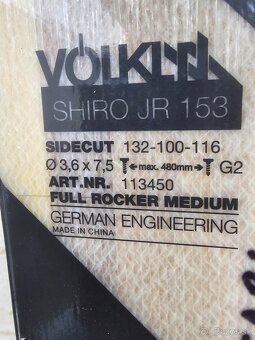 VÖLKL
SHIRO JR 153
SIDECUT 132-100-116
Ø 3,6 x 7,5 max. 480mm G2
ART.NR. 113450
FULL ROCKER MEDIUM
GERMAN ENGINEERING
MADE IN CHINA